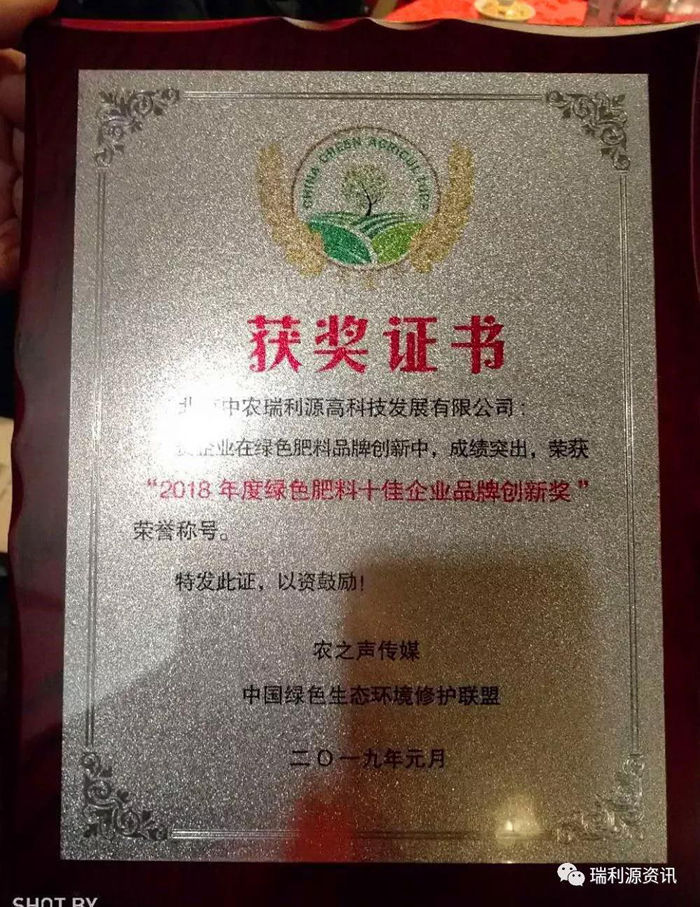 CHINA GREEN AGRICULTURE
获奖证书
北 中农瑞利源高科技发展有限公司：
企业在绿色肥料品牌创新中，成绩突出，荣获
“2018年度绿色肥料十佳企业品牌创新奖”
荣誉称号。
特发此证，以资鼓励！
农之声传媒
中国绿色生态环境修护联盟
二〇一九年元月
瑞利源资讯
SHOT BY